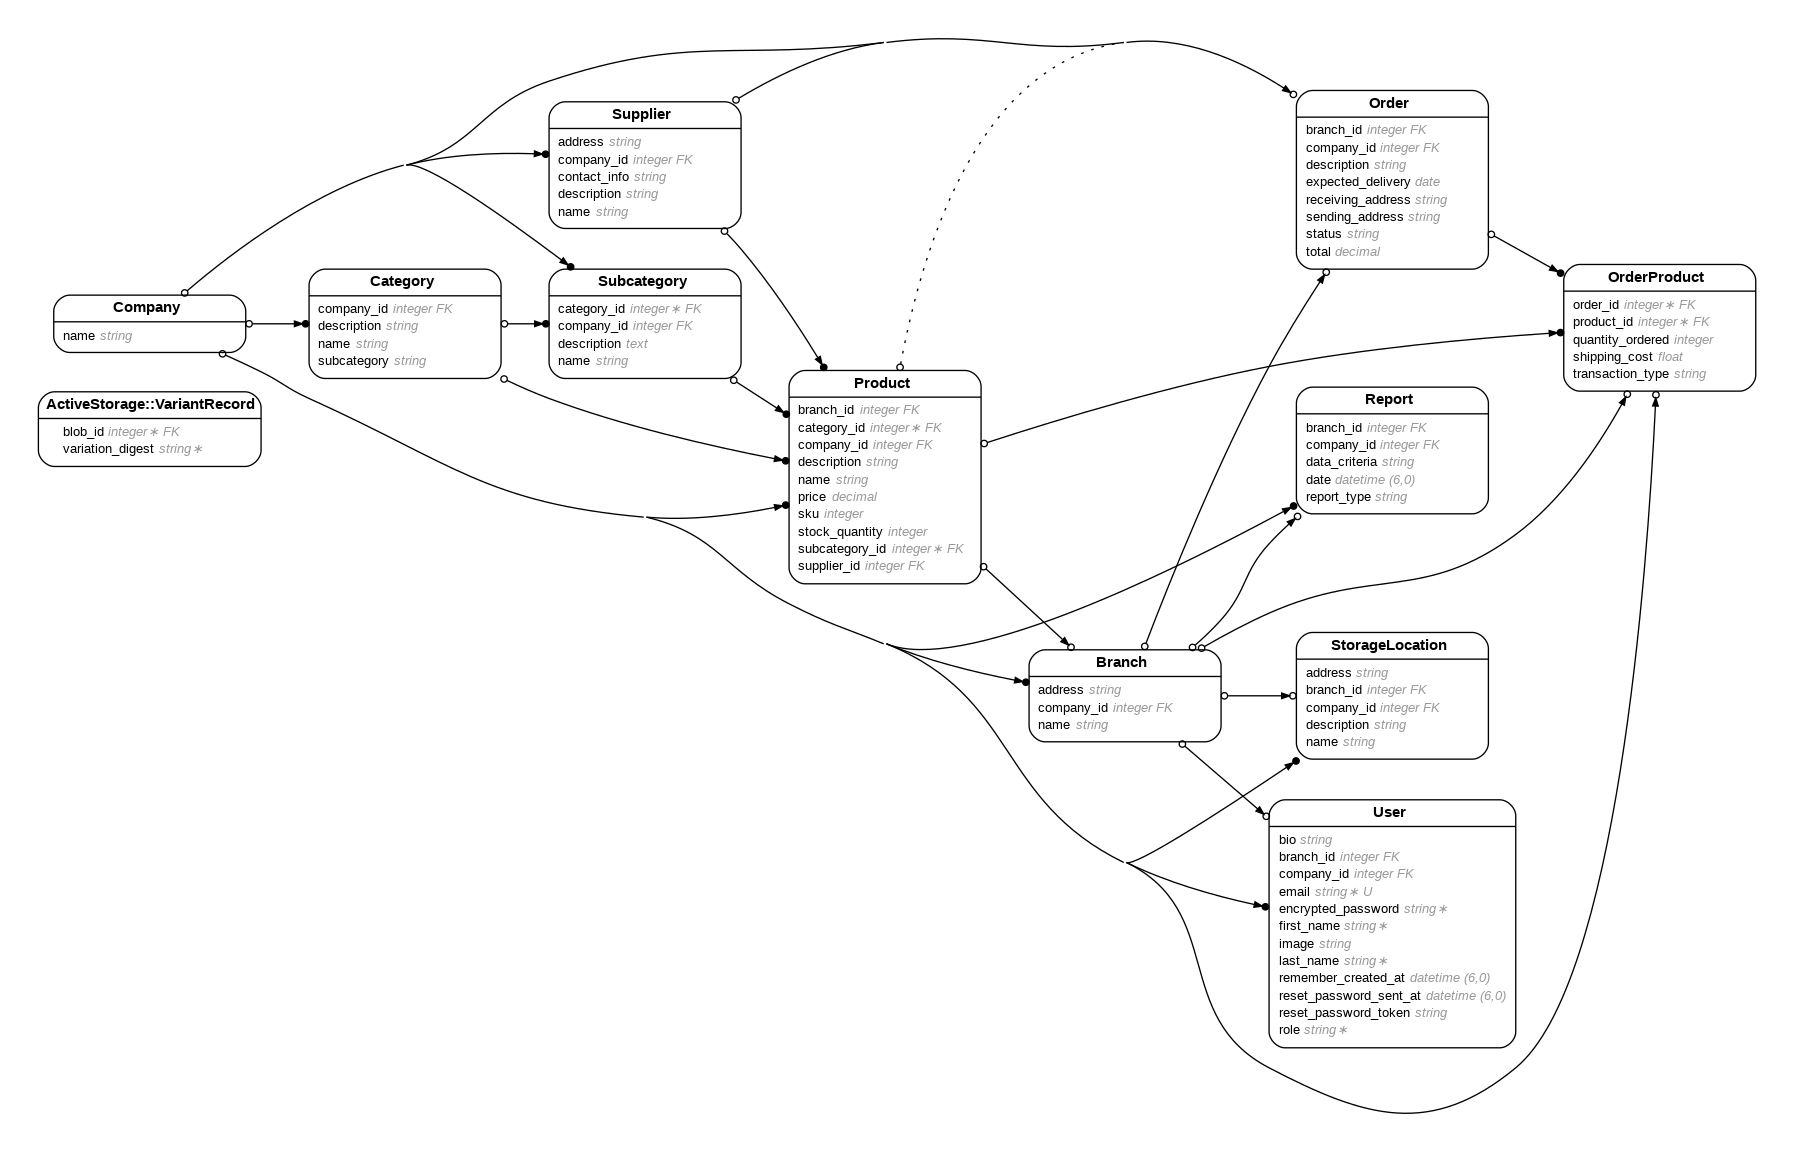 Supplier
address string
company_id integer FK
contact_info string
description string
name string
Order
branch_id integer FK
company_id integer FK
description string
expected_delivery date
receiving_address string
sending_address string
status string
total decimal
Company
name string
Category
company_id integer FK
description string
name string
subcategory string
Subcategory
category_id integer∗ FK
company_id integer FK
description text
name string
OrderProduct
order_id integer∗ FK
product_id integer∗ FK
quantity_ordered integer
shipping_cost float
transaction_type string
ActiveStorage::VariantRecord
blob_id integer∗ FK
variation_digest string∗
Product
branch_id integer FK
category_id integer∗ FK
company_id integer FK
description string
name string
price decimal
sku integer
stock_quantity integer
subcategory_id integer∗ FK
supplier_id integer FK
Report
branch_id integer FK
company_id integer FK
data_criteria string
date datetime (6,0)
report_type string
Branch
address string
company_id integer FK
name string
StorageLocation
address string
branch_id integer FK
company_id integer FK
description string
name string
User
bio string
branch_id integer FK
company_id integer FK
email string∗ U
encrypted_password string∗
first_name string∗
image string
last_name string∗
remember_created_at datetime (6,0)
reset_password_sent_at datetime (6,0)
reset_password_token string
role string∗